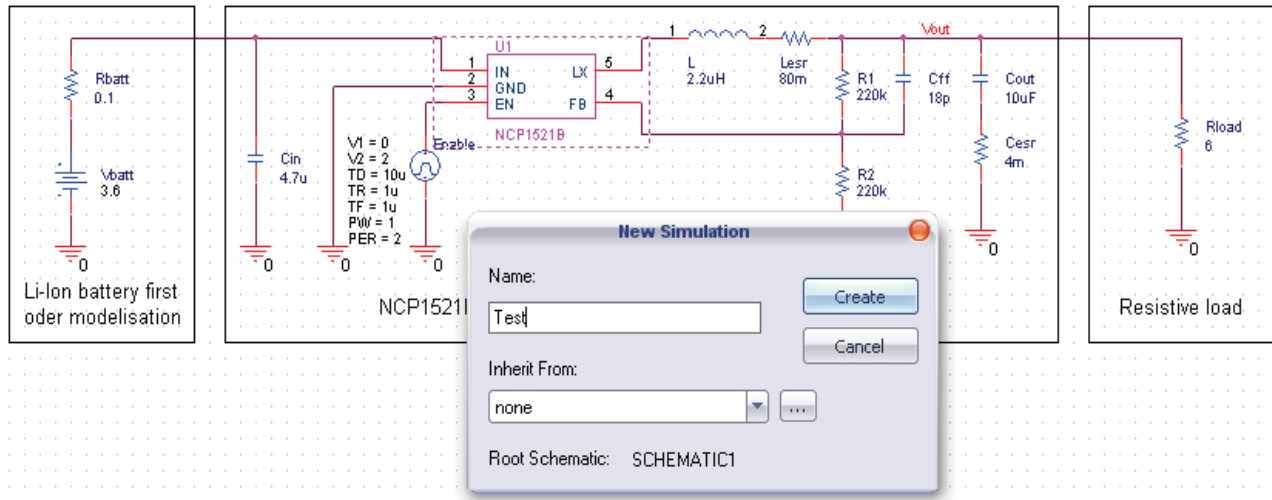 Rbatt
0.1
Vbatt
3.6
0
Li-Ion battery first
oder modelisation
Cin
4.7u
0
0
V1 = 0
V2 = 2
TD = 10u
TR = 1u
TF = 1u
PW = 1
PER = 2
Enable
0
U1
1
2
3
IN
GND
EN
LX
FB
5
4
NCP1521B
1
2
L
2.2uH
Lesr
80m
R1
220k
Cff
18p
Vout
Cout
10uF
Cesr
4m
R2
220k
0
NCP1521
Rload
6
0
Resistive load
New Simulation
Name:
Test
Create
Cancel
Inherit From:
none
...
Root Schematic: SCHEMATIC1